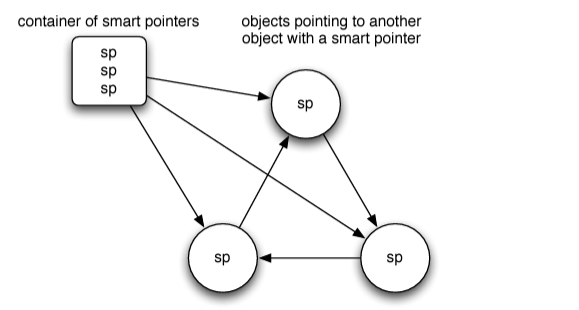 container of smart pointers
objects pointing to another
object with a smart pointer
sp
sp
sp
sp
sp
sp